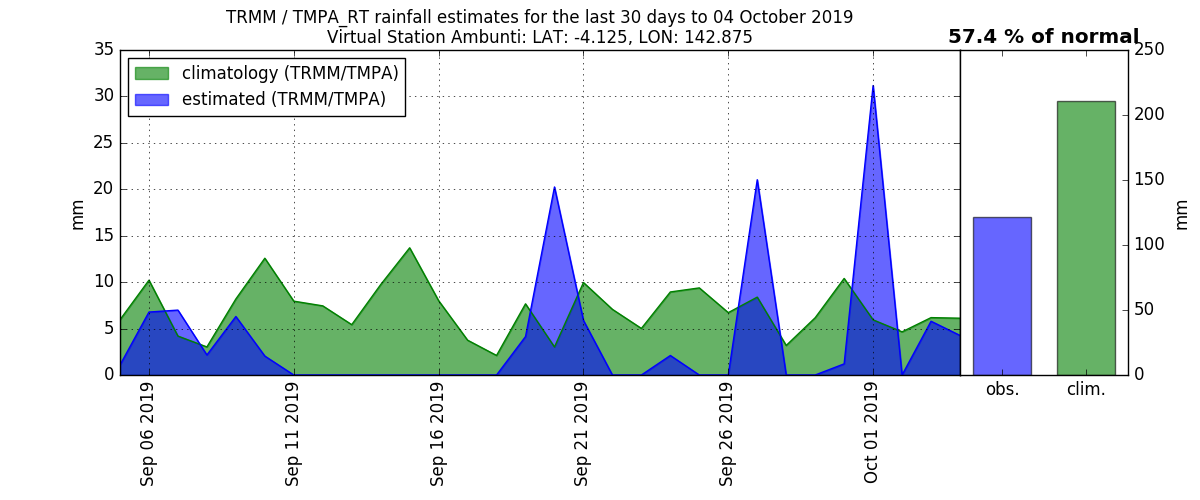 TRMM / TMPA_RT rainfall estimates for the last 30 days to 04 October 2019
Virtual Station Ambunti: LAT: -4.125, LON: 142.875
57.4 % of normal
climatology (TRMM/TMPA)
estimated (TRMM/TMPA)
mm
35
30
25
20
15
10
5
0
Sep 06 2019
Sep 11 2019
Sep 16 2019
Sep 21 2019
Sep 26 2019
Oct 01 2019
obs.
clim.
250
200
150
100
50
0
mm